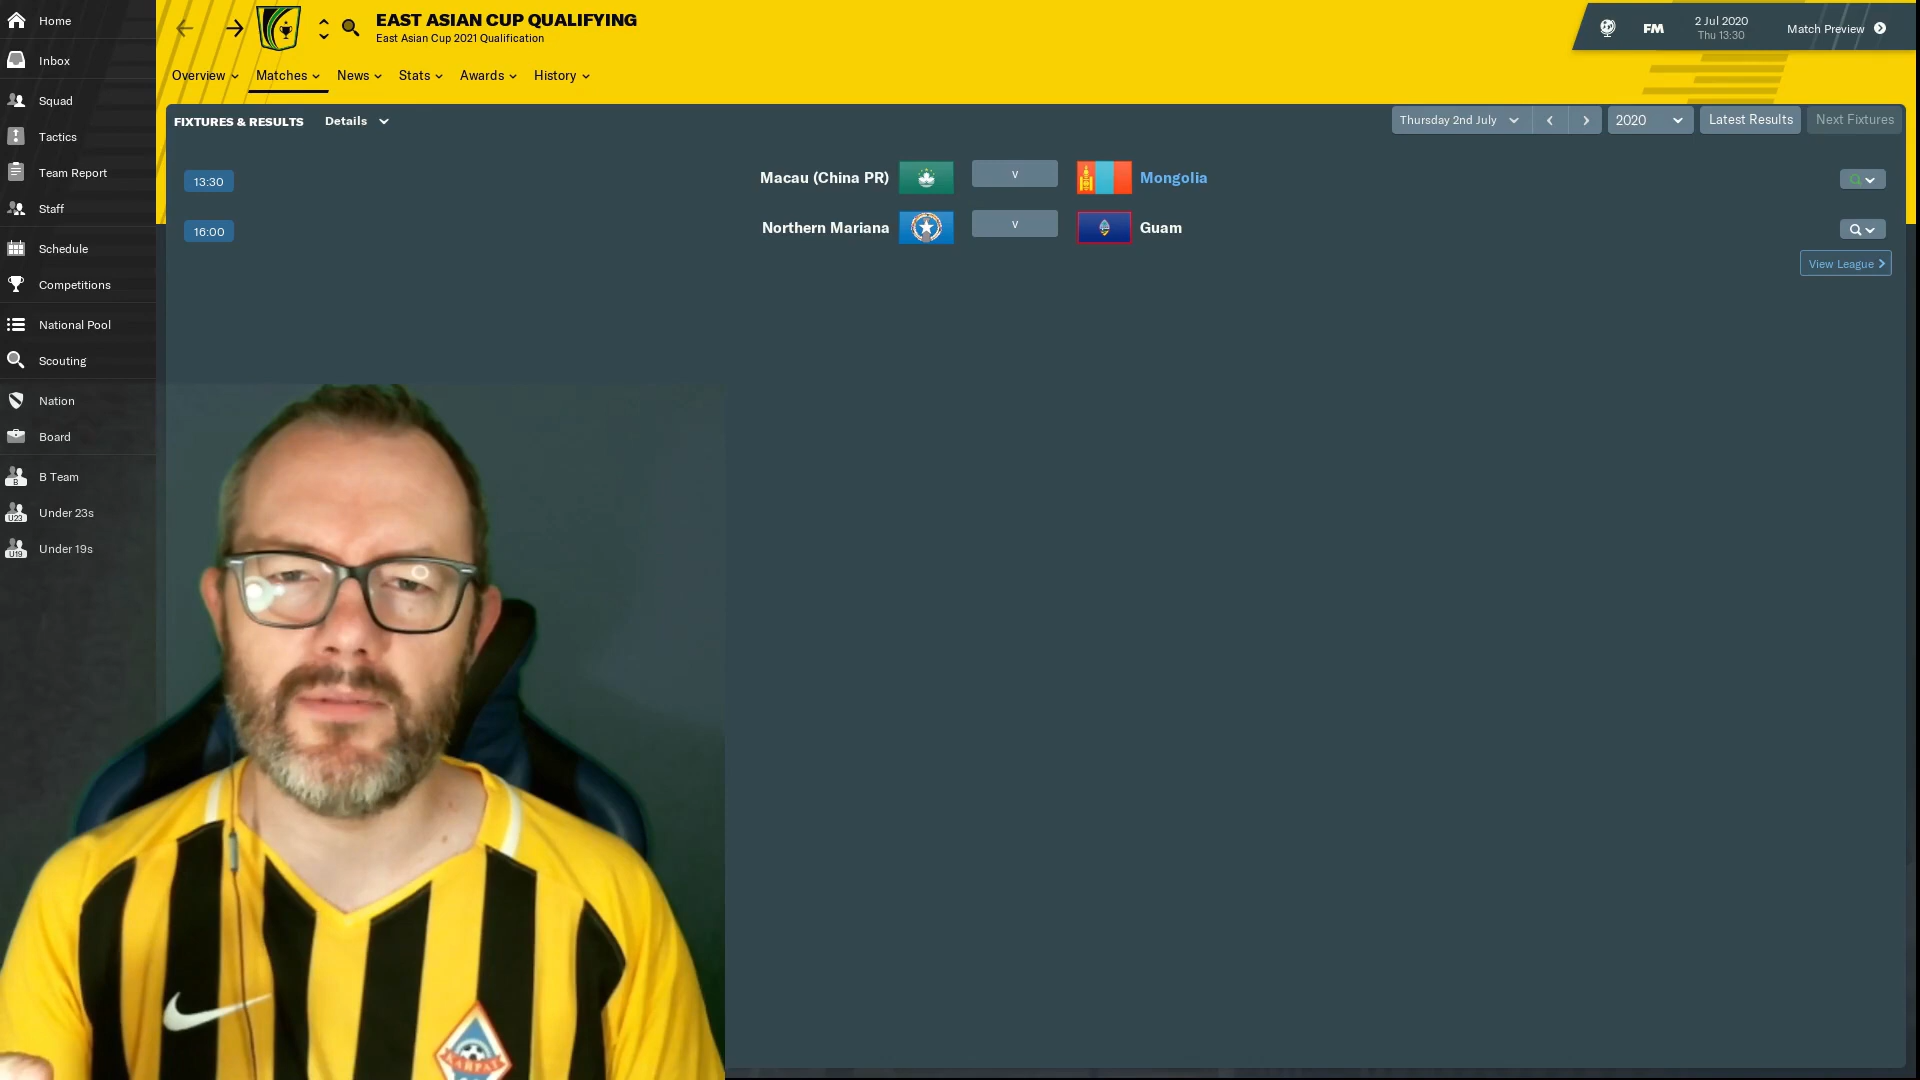 Home
Inbox
Squad
Tactics
Team Report
Staff
Schedule
Competitions
National Pool
Scouting
Nation
Board
B
B Team
U23
Under 23s
U19
Under 19s
EAST ASIAN CUP QUALIFYING
East Asian Cup 2021 Qualification
FM
2 Jul 2020
Thu 13:30
Match Preview
Overview
Matches
News
Stats
Awards
History
FIXTURES & RESULTS
Details
Thursday 2nd July
2020
Latest Results
Next Fixtures
13:30
Macau (China PR)
v
Mongolia
16:00
Northern Mariana
v
Guam
View League
КАЙРАТ